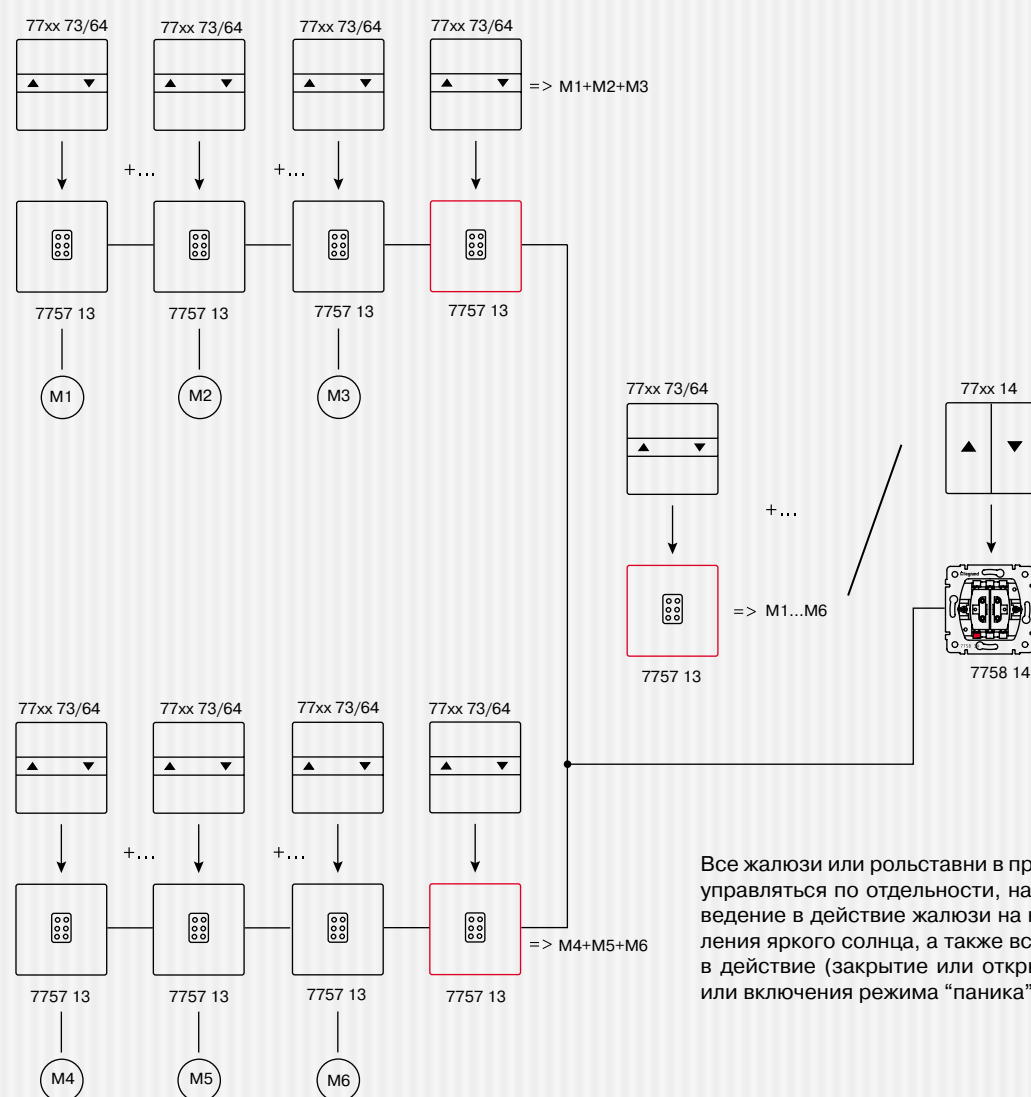 77xx 73/64 77xx 73/64 77xx 73/64 77xx 73/64
=> M1+M2+M3
+... +...
7757 13 7757 13 7757 13 7757 13
M1 M2 M3
77xx 73/64 77xx 14
+...
=> M1...M6
legrand
7757 13 7758 14
77xx 73/64 77xx 73/64 77xx 73/64 77xx 73/64
+... +...
=> M4+M5+M6
7757 13 7757 13 7757 13 7757 13
M4 M5 M6
Все жалюзи или рольставни в пр
управляться по отдельности, на
ведение в действие жалюзи на
ления яркого солнца, а также вс
в действие (закрытие или откры
или включения режима “паника”